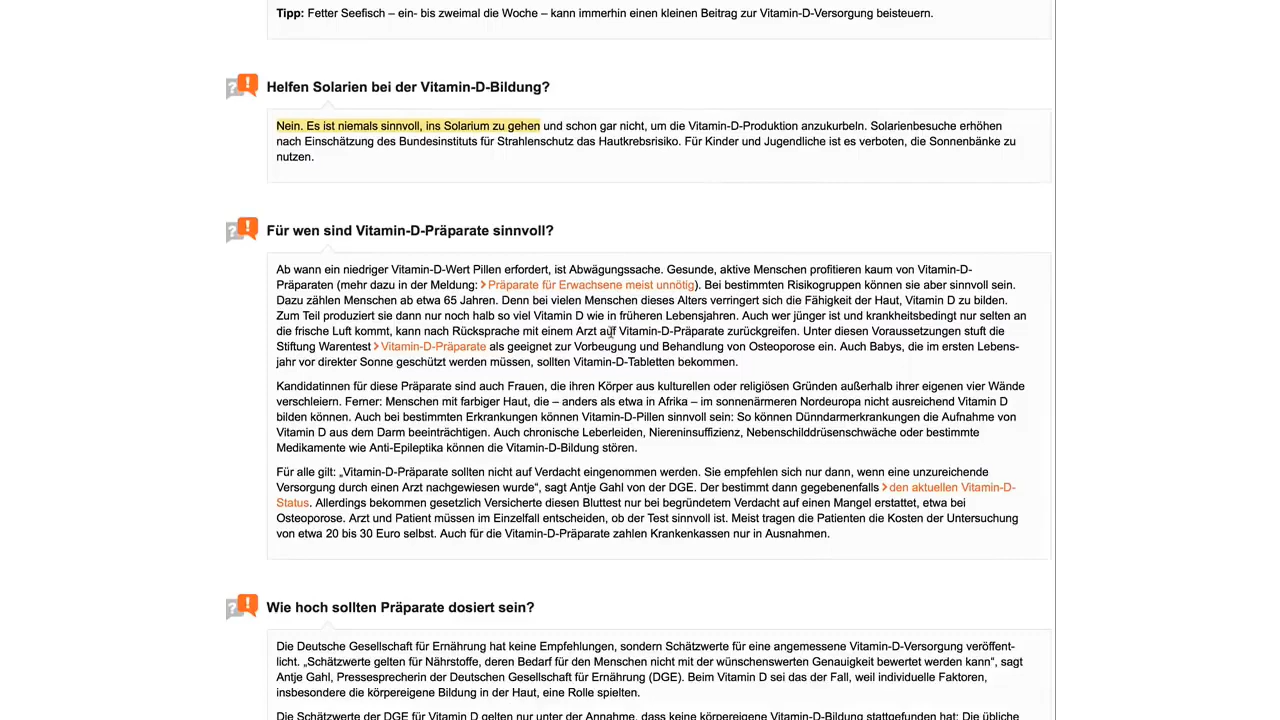 Tipp: Fetter Seefisch – ein- bis zweimal die Woche – kann immerhin einen kleinen Beitrag zur Vitamin-D-Versorgung beisteuern.
Helfen Solarien bei der Vitamin-D-Bildung?
Nein. Es ist niemals sinnvoll, ins Solarium zu gehen und schon gar nicht, um die Vitamin-D-Produktion anzukurbeln. Solarienbesuche erhöhen
nach Einschätzung des Bundesinstituts für Strahlenschutz das Hautkrebsrisiko. Für Kinder und Jugendliche ist es verboten, die Sonnenbänke zu
nutzen.
Für wen sind Vitamin-D-Präparate sinnvoll?
Ab wann ein niedriger Vitamin-D-Wert Pillen erfordert, ist Abwägungssache. Gesunde, aktive Menschen profitieren kaum von Vitamin-D-
Präparaten (mehr dazu in der Meldung: > Präparate für Erwachsene meist unnötig). Bei bestimmten Risikogruppen können sie aber sinnvoll sein.
Dazu zählen Menschen ab etwa 65 Jahren. Denn bei vielen Menschen dieses Alters verringert sich die Fähigkeit der Haut, Vitamin D zu bilden.
Zum Teil produziert sie dann nur noch halb so viel Vitamin D wie in früheren Lebensjahren. Auch wer jünger ist und krankheitsbedingt nur selten an
die frische Luft kommt, kann nach Rücksprache mit einem Arzt auf Vitamin-D-Präparate zurückgreifen. Unter diesen Voraussetzungen stuft die
Stiftung Warentest > Vitamin-D-Präparate als geeignet zur Vorbeugung und Behandlung von Osteoporose ein. Auch Babys, die im ersten Lebens-
jahr vor direkter Sonne geschützt werden müssen, sollten Vitamin-D-Tabletten bekommen.
Kandidatinnen für diese Präparate sind auch Frauen, die ihren Körper aus kulturellen oder religiösen Gründen außerhalb ihrer eigenen vier Wände
verschleiern. Ferner: Menschen mit farbiger Haut, die – anders als etwa in Afrika – im sonnenärmeren Nordeuropa nicht ausreichend Vitamin D
bilden können. Auch bei bestimmten Erkrankungen können Vitamin-D-Pillen sinnvoll sein: So können Dünndarmerkrankungen die Aufnahme von
Vitamin D aus dem Darm beeinträchtigen. Auch chronische Leberleiden, Niereninsuffizienz, Nebenschilddrüsenschwäche oder bestimmte
Medikamente wie Anti-Epileptika können die Vitamin-D-Bildung stören.
Für alle gilt: „Vitamin-D-Präparate sollten nicht auf Verdacht eingenommen werden. Sie empfehlen sich nur dann, wenn eine unzureichende
Versorgung durch einen Arzt nachgewiesen wurde“, sagt Antje Gahl von der DGE. Der bestimmt dann gegebenenfalls > den aktuellen Vitamin-D-
Status. Allerdings bekommen gesetzlich Versicherte diesen Bluttest nur bei begründetem Verdacht auf einen Mangel erstattet, etwa bei
Osteoporose. Arzt und Patient müssen im Einzelfall entscheiden, ob der Test sinnvoll ist. Meist tragen die Patienten die Kosten der Untersuchung
von etwa 20 bis 30 Euro selbst. Auch für die Vitamin-D-Präparate zahlen Krankenkassen nur in Ausnahmen.
Wie hoch sollten Präparate dosiert sein?
Die Deutsche Gesellschaft für Ernährung hat keine Empfehlungen, sondern Schätzwerte für eine angemessene Vitamin-D-Versorgung veröffent-
licht. „Schätzwerte gelten für Nährstoffe, deren Bedarf für den Menschen nicht mit der wünschenswerten Genauigkeit bewertet werden kann“, sagt
Antje Gahl, Pressesprecherin der Deutschen Gesellschaft für Ernährung (DGE). Beim Vitamin D sei das der Fall, weil individuelle Faktoren,
insbesondere die körpereigene Bildung in der Haut, eine Rolle spielten.
Die Schätzwerte der DGE für Vitamin D gelten nur unter der Annahme, dass keine körpereigene Vitamin-D-Bildung stattgefunden hat: Die übliche